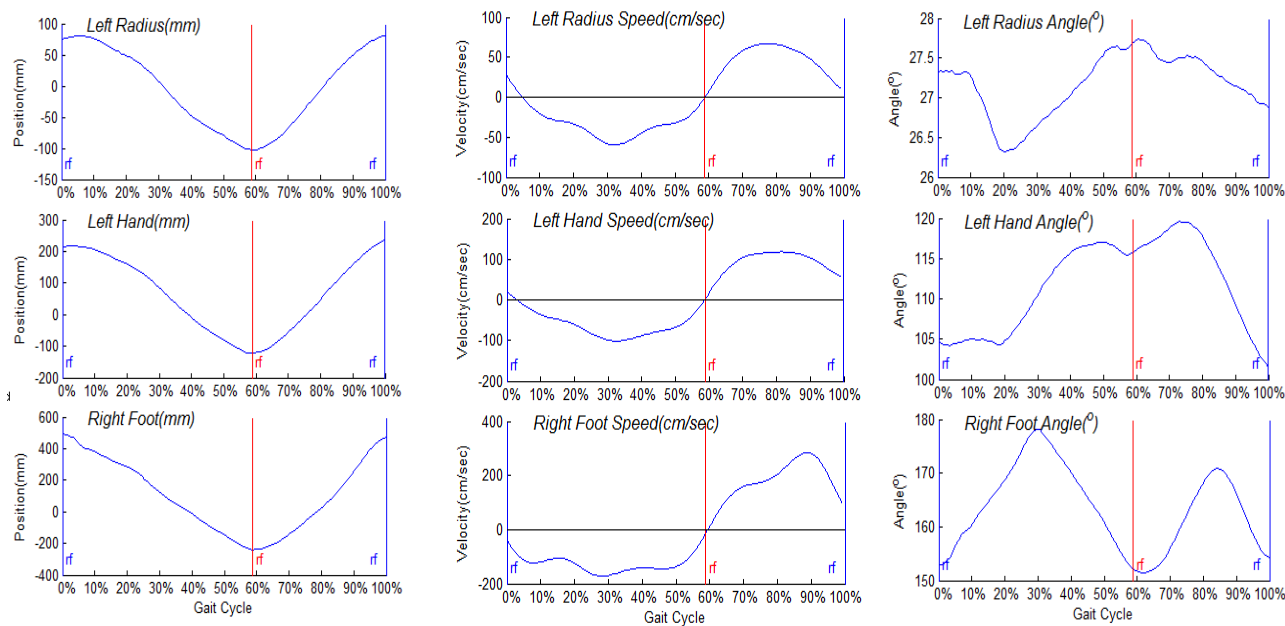 Left Radius(mm)
Position(mm)
100
50
0
-50
-100
-150
rf rf rf
0% 10% 20% 30% 40% 50% 60% 70% 80% 90% 100%
Left Radius Speed(cm/sec)
Velocity(cm/sec)
100
50
0
-50
-100
rf rf rf
0% 10% 20% 30% 40% 50% 60% 70% 80% 90% 100%
Left Radius Angle(º)
Angle(º)
28
27.5
27
26.5
26
rf rf rf
0% 10% 20% 30% 40% 50% 60% 70% 80% 90% 100%
Left Hand(mm)
Position(mm)
300
200
100
0
-100
-200
rf rf rf
0% 10% 20% 30% 40% 50% 60% 70% 80% 90% 100%
Left Hand Speed(cm/sec)
Velocity(cm/sec)
200
100
0
-100
-200
rf rf rf
0% 10% 20% 30% 40% 50% 60% 70% 80% 90% 100%
Left Hand Angle(º)
Angle(º)
120
115
110
105
100
rf rf rf
0% 10% 20% 30% 40% 50% 60% 70% 80% 90% 100%
Right Foot(mm)
Position(mm)
600
400
200
0
-200
-400
rf rf rf
0% 10% 20% 30% 40% 50% 60% 70% 80% 90% 100%
Gait Cycle
Right Foot Speed(cm/sec)
Velocity(cm/sec)
400
200
0
-200
rf rf rf
0% 10% 20% 30% 40% 50% 60% 70% 80% 90% 100%
Gait Cycle
Right Foot Angle(º)
Angle(º)
180
170
160
150
rf rf rf
0% 10% 20% 30% 40% 50% 60% 70% 80% 90% 100%
Gait Cycle